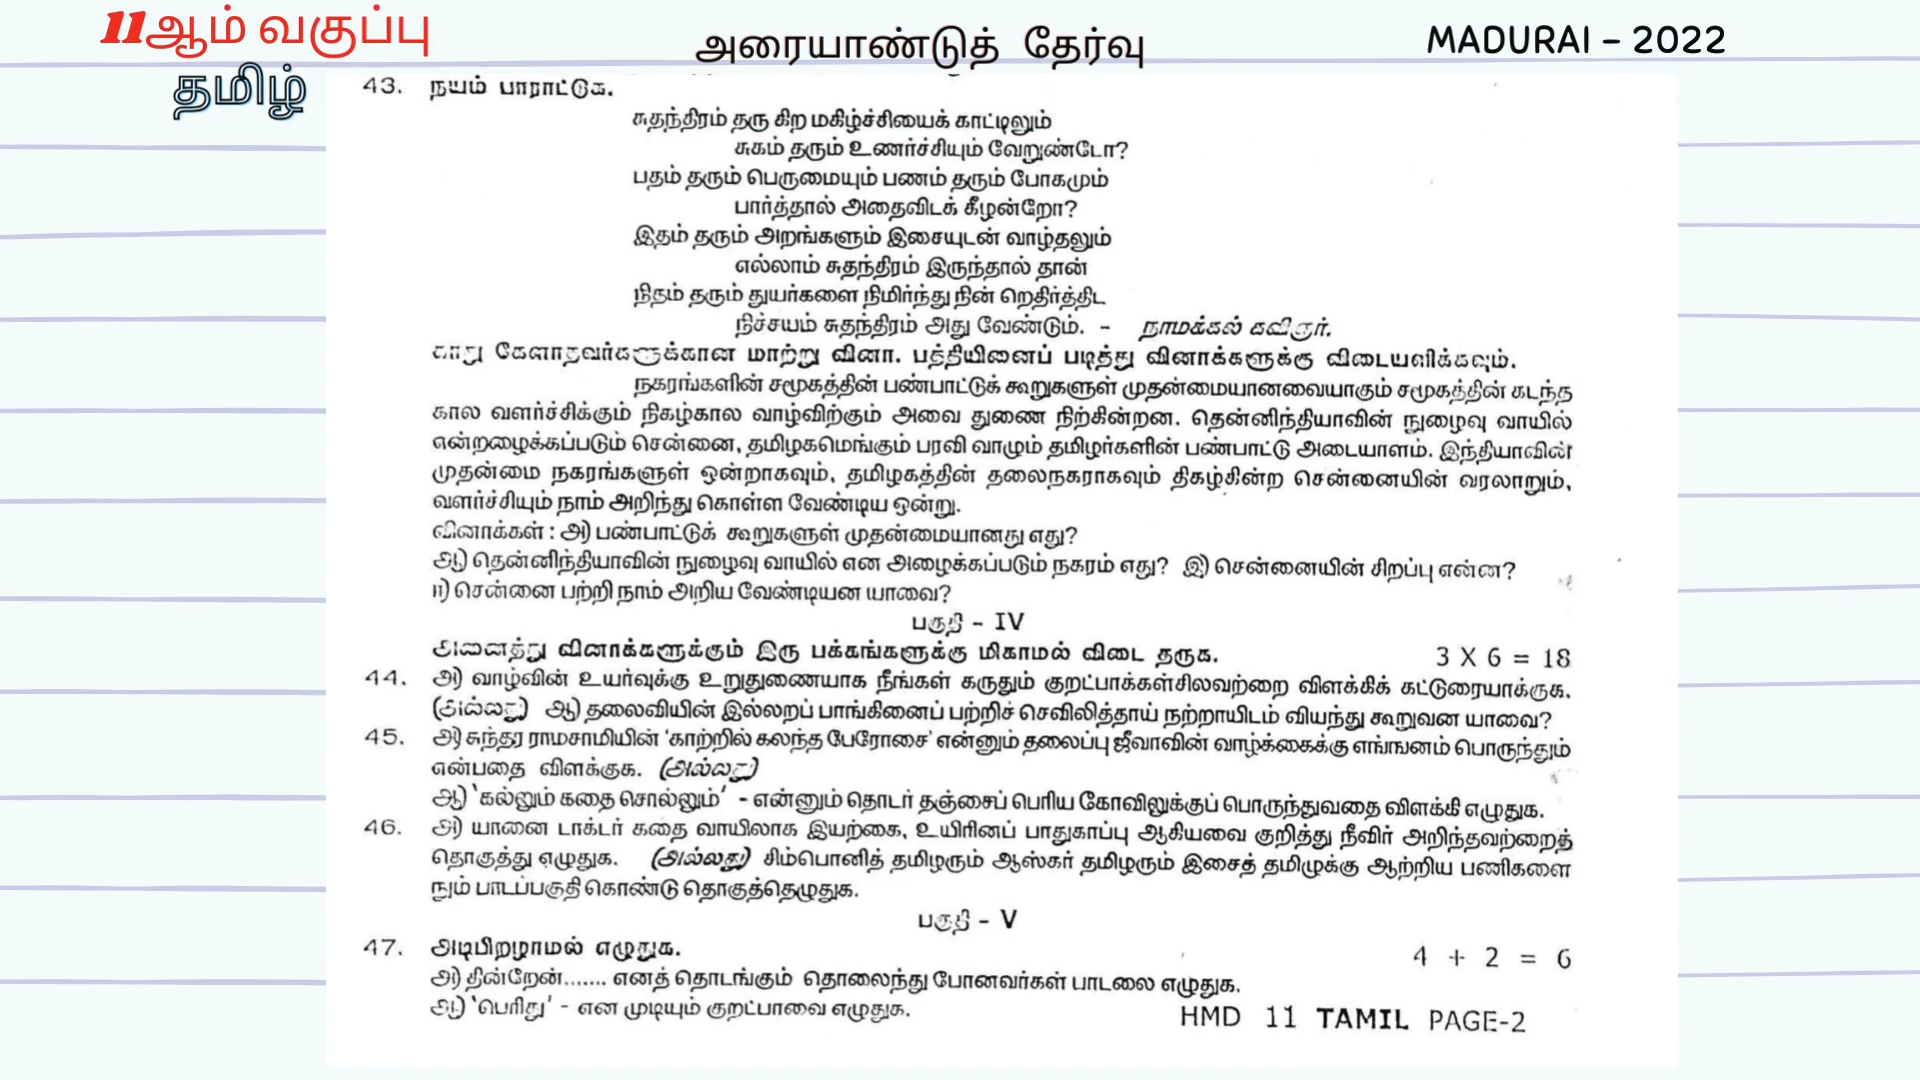 11ஆம் வகுப்பு
தமிழ்
அரையாண்டுத் தேர்வு
MADURAI – 2022
43. நயம் பாராட்டுக.
சுதந்திரம் தரு கிற மகிழ்ச்சியைக் காட்டிலும்
சுகம் தரும் உணர்ச்சியும் வேறுண்டோ?
பதம் தரும் பெருமையும் பணம் தரும் போகமும்
பார்த்தால் அதைவிடக் கீழன்றோ?
இதம் தரும் அறங்களும் இசையுடன் வாழ்தலும்
எல்லாம் சுதந்திரம் இருந்தால் தான்
நிதம் தரும் துயர்களை நிமிர்ந்து நின் றெதிர்த்திட
நிச்சயம் சுதந்திரம் அது வேண்டும். – நாமக்கல் கவிஞர்.
காது கேளாதவர்களுக்கான மாற்று வினா. பத்தியினைப் படித்து வினாக்களுக்கு விடையளிக்கவும்.
நகரங்களின் சமூகத்தின் பண்பாட்டுக் கூறுகளுள் முதன்மையானவையாகும் சமூகத்தின் கடந்த
கால வளர்ச்சிக்கும் நிகழ்கால வாழ்விற்கும் அவை துணை நிற்கின்றன. தென்னிந்தியாவின் நுழைவு வாயில்
என்றழைக்கப்படும் சென்னை, தமிழகமெங்கும் பரவி வாழும் தமிழர்களின் பண்பாட்டு அடையாளம். இந்தியாவின்
முதன்மை நகரங்களுள் ஒன்றாகவும், தமிழகத்தின் தலைநகராகவும் திகழ்கின்ற சென்னையின் வரலாறும்,
வளர்ச்சியும் நாம் அறிந்து கொள்ள வேண்டிய ஒன்று.
வினாக்கள் : அ) பண்பாட்டுக் கூறுகளுள் முதன்மையானது எது?
ஆ) தென்னிந்தியாவின் நுழைவு வாயில் என அழைக்கப்படும் நகரம் எது? இ) சென்னையின் சிறப்பு என்ன?
ஈ) சென்னை பற்றி நாம் அறிய வேண்டியன யாவை?
பகுதி – IV
அனைத்து வினாக்களுக்கும் இரு பக்கங்களுக்கு மிகாமல் விடை தருக. 3 X 6 = 18
44. அ) வாழ்வின் உயர்வுக்கு உறுதுணையாக நீங்கள் கருதும் குறட்பாக்கள்சிலவற்றை விளக்கிக் கட்டுரையாக்குக.
(அல்லது) ஆ) தலைவியின் இல்லறப் பாங்கினைப் பற்றிச் செவிலித்தாய் நற்றாயிடம் வியந்து கூறுவன யாவை?
45. அ) சுந்தர ராமசாமியின் 'காற்றில் கலந்த பேரோசை' என்னும் தலைப்பு ஜீவாவின் வாழ்க்கைக்கு எங்ஙனம் பொருந்தும்
என்பதை விளக்குக. (அல்லது)
ஆ) 'கல்லும் கதை சொல்லும்' - என்னும் தொடர் தஞ்சைப் பெரிய கோவிலுக்குப் பொருந்துவதை விளக்கி எழுதுக.
46. அ) யானை டாக்டர் கதை வாயிலாக இயற்கை, உயிரினப் பாதுகாப்பு ஆகியவை குறித்து நீவிர் அறிந்தவற்றைத்
தொகுத்து எழுதுக. (அல்லது) சிம்பொனித் தமிழரும் ஆஸ்கர் தமிழரும் இசைத் தமிழுக்கு ஆற்றிய பணிகளை
நும் பாடப்பகுதி கொண்டு தொகுத்தெழுதுக.
பகுதி – V
47. அடிபிறழாமல் எழுதுக. 4 + 2 = 6
அ) தின்றேன்....... எனத் தொடங்கும் தொலைந்து போனவர்கள் பாடலை எழுதுக.
ஆ) 'பெரிது' - என முடியும் குறட்பாவை எழுதுக.
HMD 11 TAMIL PAGE-2